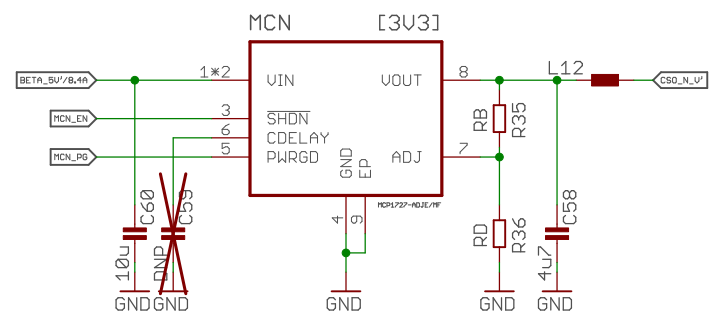 MCN [3V3]
BETA_5V'/8.4A
1*2 VIN VOUT 8
L12
CSO_N_V'
MCN_EN
3 SHDN
6 CDELAY
MCN_PG
5 PWRGD
GND EP
ADJ 7
RB R35
MCP1727-ADJE/MF
4 9
C60 10u
C59 DNP
RD R36
C58 4u7
GND GND GND GND GND